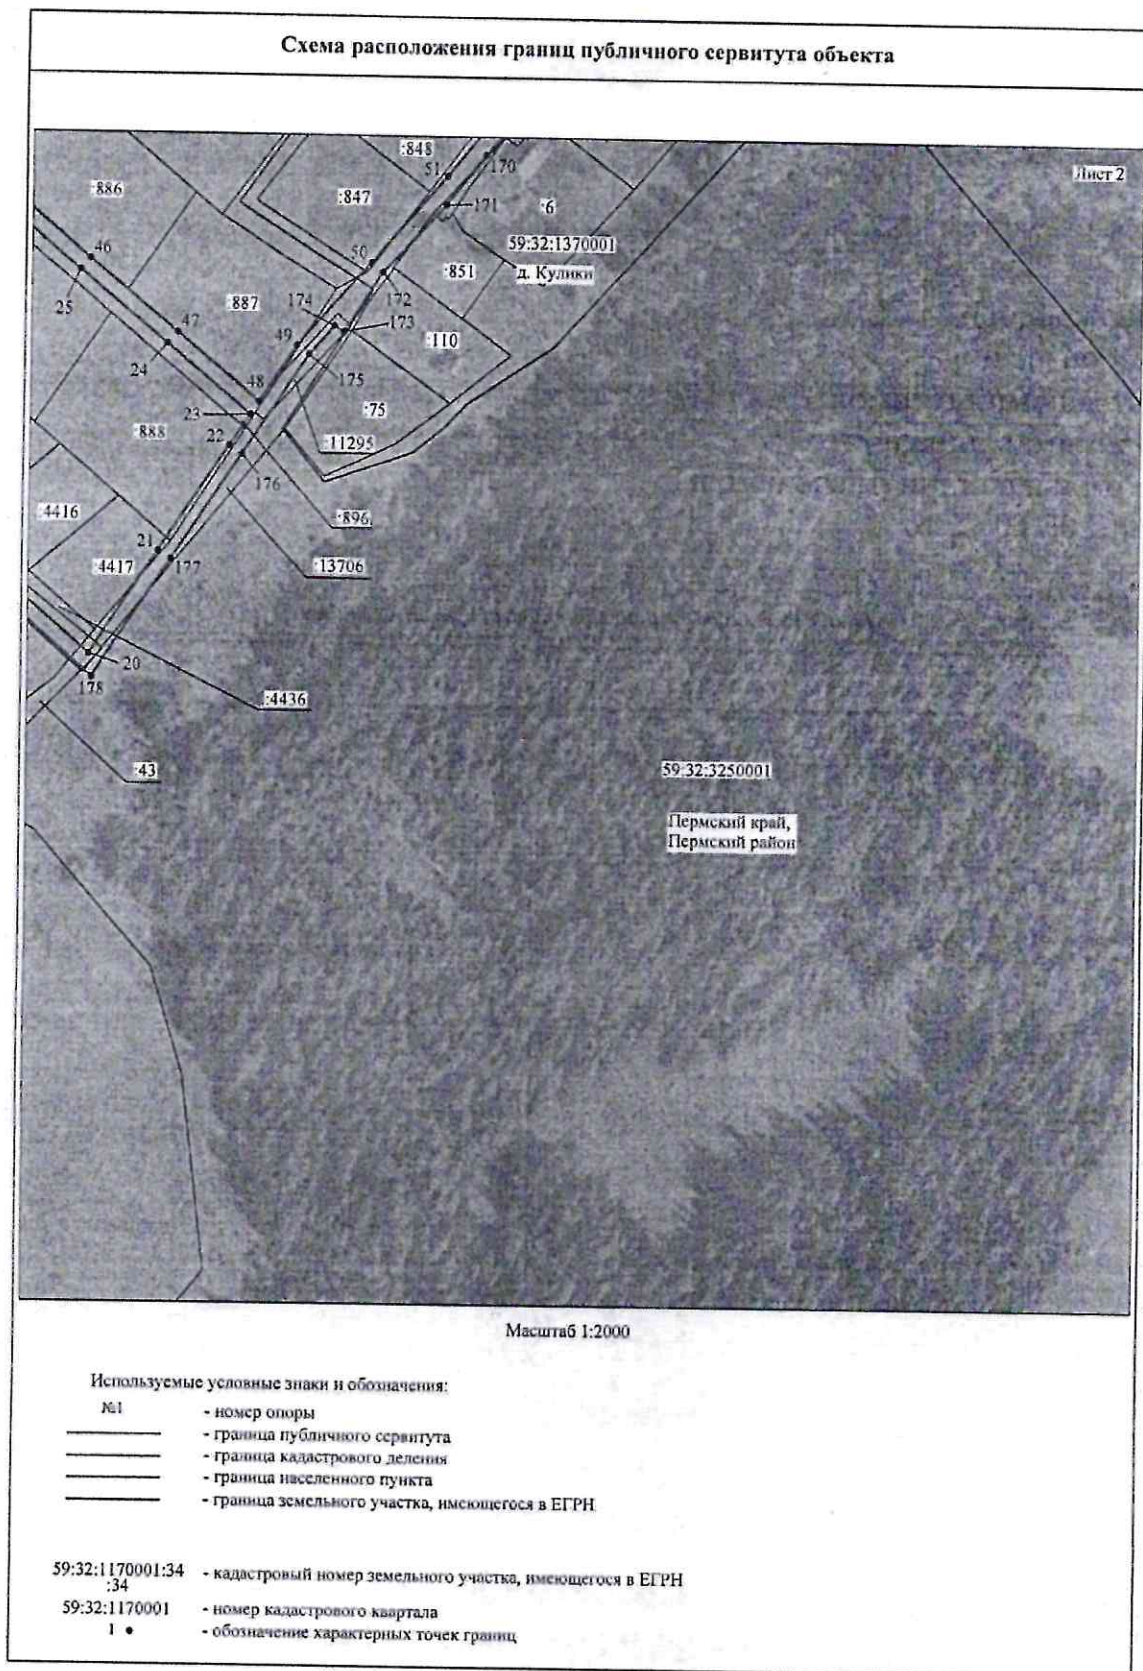 Схема расположения границ публичного сервитута объекта
Лист 2
:848
51
170
:886
:847
171
:6
59:32:1370001
46
50
:851
д. Кулики
25
172
:887
174
173
47
49
:110
24
175
48
23
:75
:888
22
:11295
176
:4416
:896
21
:4417
177
:13706
20
178
:4436
:43
59:32:3250001
Пермский край,
Пермский район
Масштаб 1:2000
Используемые условные знаки и обозначения:
№1 - номер опоры
- граница публичного сервитута
- граница кадастрового деления
- граница населенного пункта
- граница земельного участка, имеющегося в ЕГРН
59:32:1170001:34 - кадастровый номер земельного участка, имеющегося в ЕГРН
:34
59:32:1170001 - номер кадастрового квартала
1 - обозначение характерных точек границ